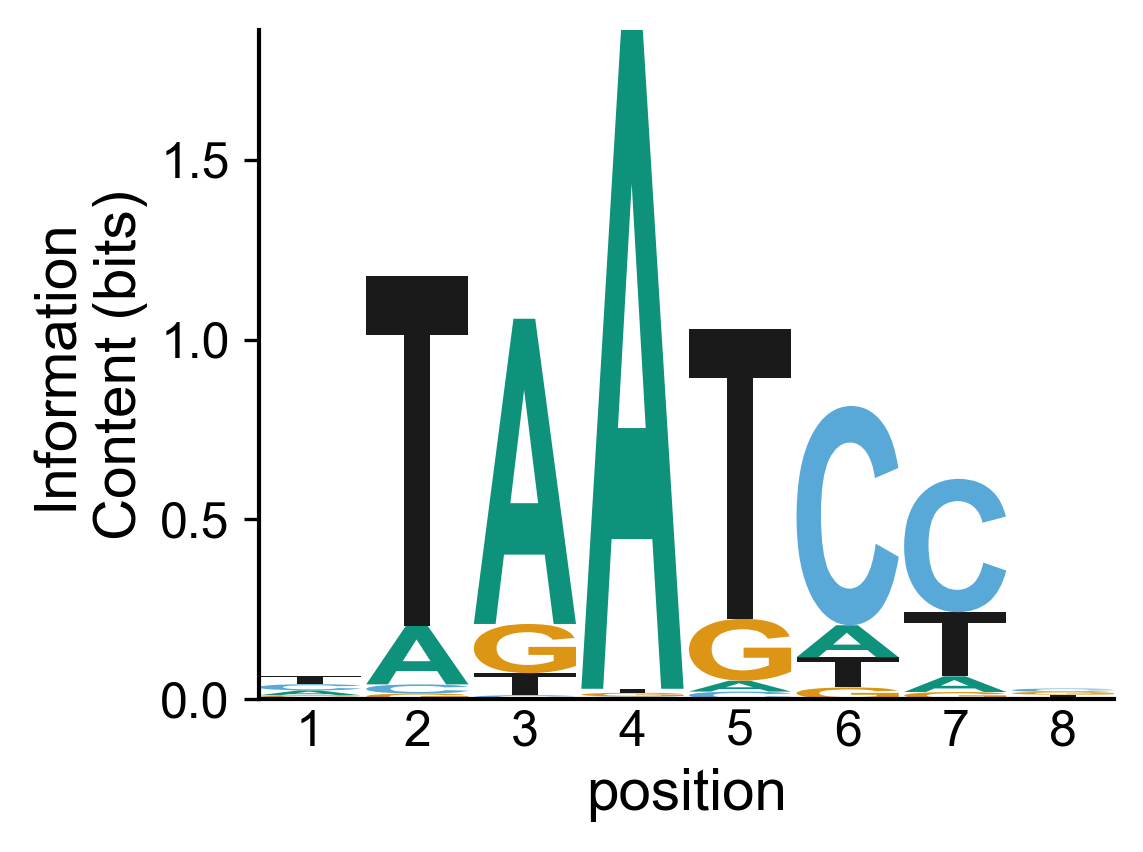 Information
Content (bits)
1.5
1.0
0.5
0.0
T A A T C C
A G G A T
C T A T A
G C C G G
1 2 3 4 5 6 7 8
position